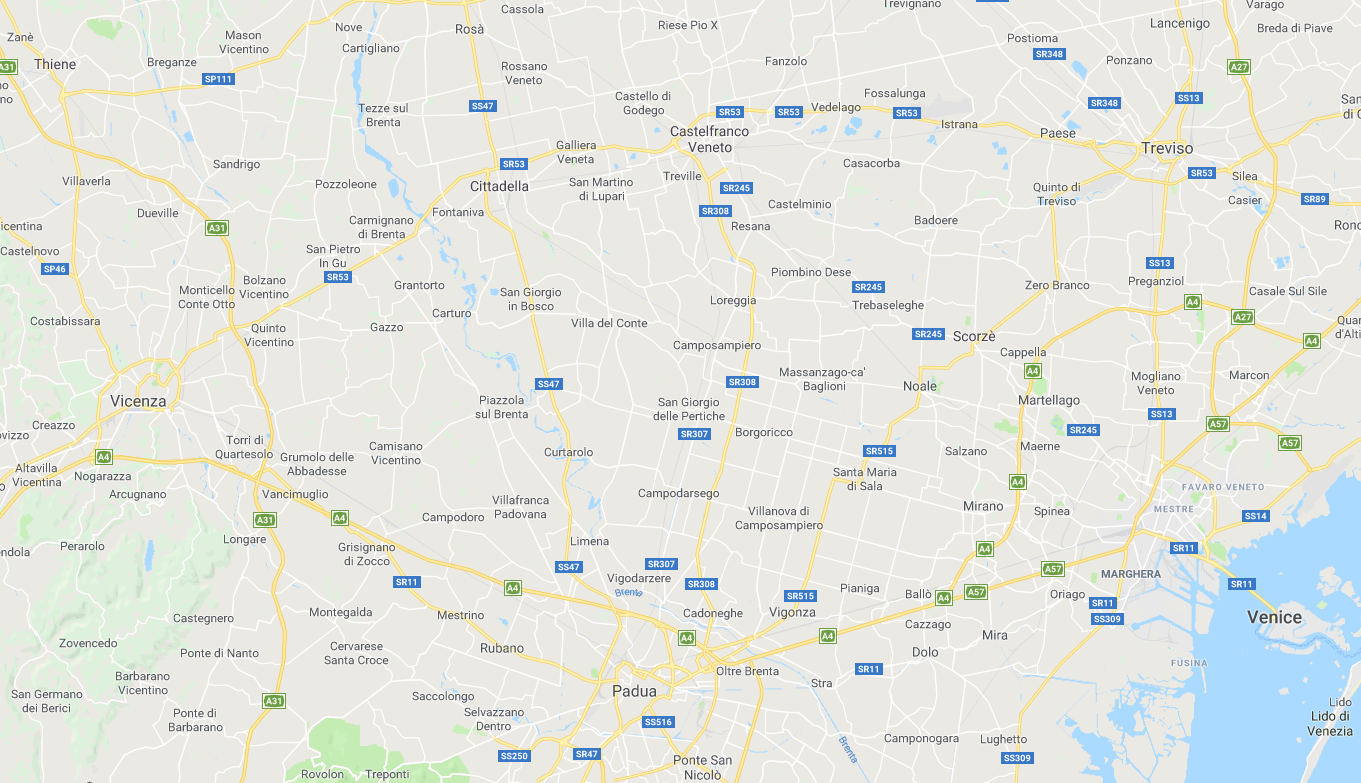 Cassola
Trevignano
Varago
Nove
Rosà
Riese Pio X
Lancenigo
Breda di Piave
Zanè
Mason
Vicentino
Cartigliano
Postioma
SR348
Ponzano
Thiene
A31
Breganze
SP111
Rossano
Veneto
Fanzolo
A27
Castello di
Godego
Fossalunga
SS13
SR348
Tezze sul
Brenta
SS47
SR53
SR53
Vedelago
SR53
Istrana
Castelfranco
Veneto
Paese
Treviso
Galliera
Veneto
SR53
Sandrigo
Casacorba
SR53
Silea
Villaverla
Pozzoleone
Cittadella
San Martino
di Lupari
Treville
SR245
Quinto di
Treviso
Casier
SR89
Dueville
Fontaniva
SR308
Castelminio
Carmignano
di Brenta
A31
Resana
Badoere
Castelnovo
San Pietro
In Gu
SP46
SR53
Piombino Dese
SS13
Bolzano
Vicentino
Monticello
Conte Otto
Grantorto
San Giorgio
in Bosco
Loreggia
SR245
Trebaseleghe
Zero Branco
Preganziol
A4
Casale Sul Sile
Costabissara
Quinto
Vicentino
Gazzo
Carturo
Villa del Conte
A27
SR245
Scorzè
A4
Camposampiero
Cappella
A4
Vicenza
SS47
SR308
Massanzago-ca'
Baglioni
Noale
Mogliano
Veneto
Marcon
Piazzola
sul Brenta
San Giorgio
delle Pertiche
Martellago
SS13
Creazzo
SR307
Borgoricco
SR245
A57
A57
Torri di
Quartesolo
Camisano
Vicentino
Curtarolo
SR515
Salzano
Maerne
A4
Altavilla
Vicentina
Nogarazza
Grumolo delle
Abbadesse
Santa Maria
di Sala
A4
Arcugnano
Vancimuglio
Campodarsego
FAVARO VENETO
MESTRE
A31
A4
Villafranca
Padovana
Campodoro
Villanova di
Camposampiero
Mirano
Spinea
SS14
Longare
Perarolo
Grisignano
di Zocco
Limena
A4
SR11
SS47
SR307
A57
MARGHERA
SR11
Vigodarzere
Brenta
SR308
SR11
A4
SR515
Pianiga
Ballò
A4
A57
Oriago
SR11
SS309
Montegalda
Mestrino
Cadoneghe
Vigonza
Castegnero
Cazzago
Venice
Zovencedo
Ponte di Nanto
Cervarese
Santa Croce
Rubano
A4
A4
Mira
Dolo
FUSINA
Barbarano
Vicentino
Oltre Brenta
SR11
Stra
San Germano
dei Berici
A31
Saccolongo
Padua
Lido
Lido di
Venezia
Ponte di
Barbarano
Selvazzano
Dentro
SS516
Brenta
Camponogara
Lughetto
SS250
SR47
Ponte San
Nicolò
SS309
Rovolon
Treponti